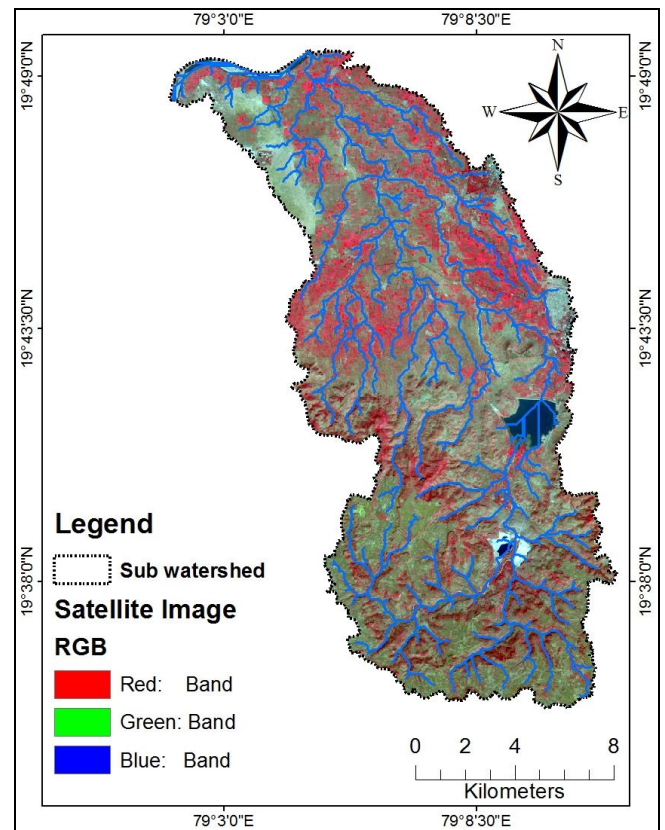 79°3'0"E 79°8'30"E
19°49'0"N 19°49'0"N
N
W E
S
19°43'30"N 19°43'30"N
19°38'0"N 19°38'0"N
Legend
Sub watershed
Satellite Image
RGB
Red: Band
Green: Band
Blue: Band
0 2 4 8
Kilometers
79°3'0"E 79°8'30"E